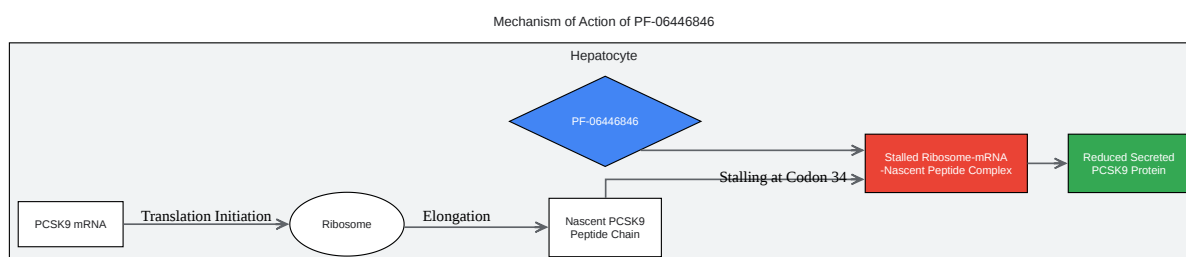 Mechanism of Action of PF-06446846
Hepatocyte
PF-06446846
Stalled Ribosome-mRNA
-Nascent Peptide Complex
Reduced Secreted
PCSK9 Protein
Stalling at Codon 34
PCSK9 mRNA
Translation Initiation
Ribosome
Elongation
Nascent PCSK9
Peptide Chain